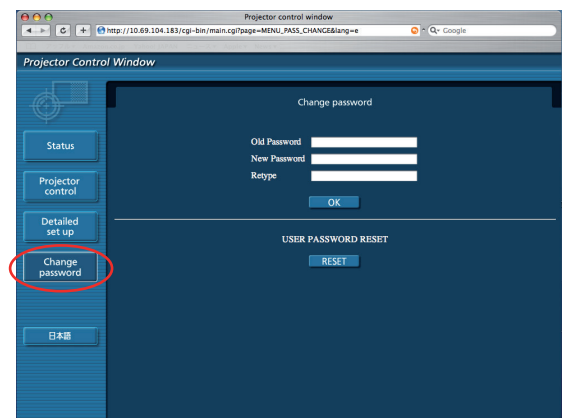 Projector control window
http://10.69.104.183/cgi-bin/main.cgi?page=MENU_PASS_CHANGE&lang=e
Google
Projector Control Window
Change password
Status
Projector
control
Detailed
set up
Change
password
日本語
Old Password
New Password
Retype
OK
USER PASSWORD RESET
RESET